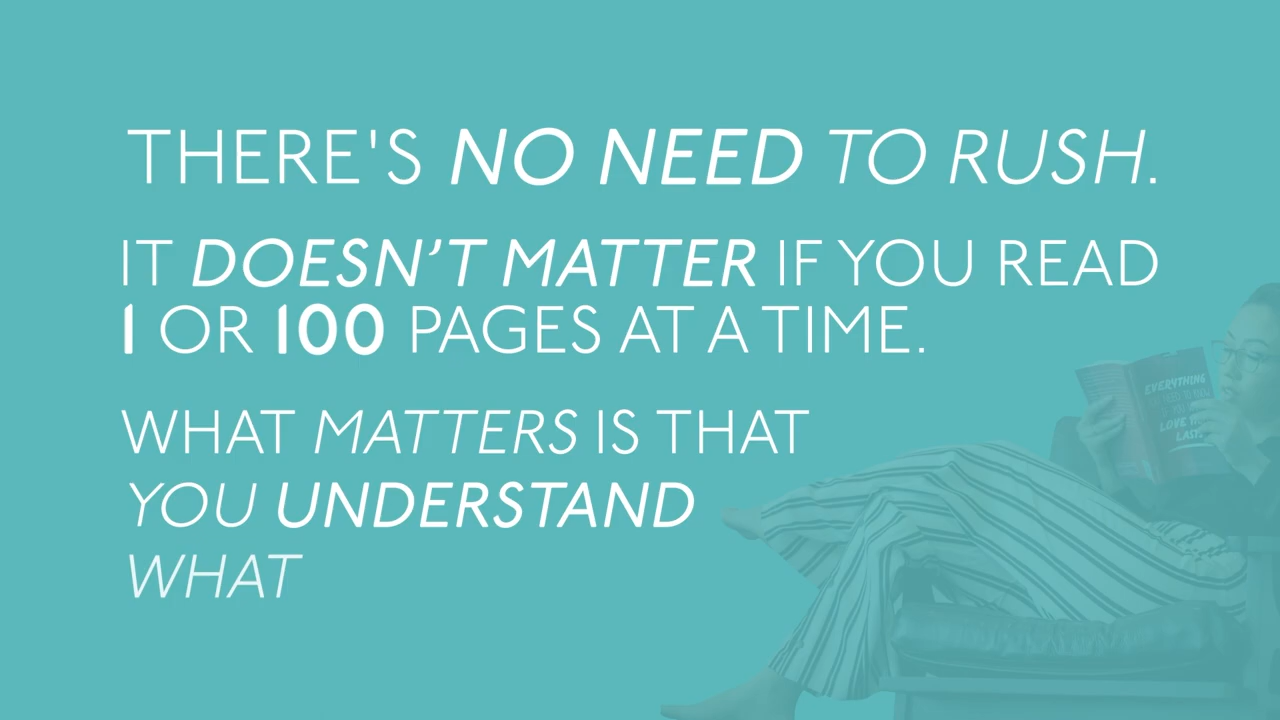 THERE'S NO NEED TO RUSH.
IT DOESN’T MATTER IF YOU READ
1 OR 100 PAGES AT A TIME.
WHAT MATTERS IS THAT
YOU UNDERSTAND
WHAT
EVERYTHING
LOVE
LAST